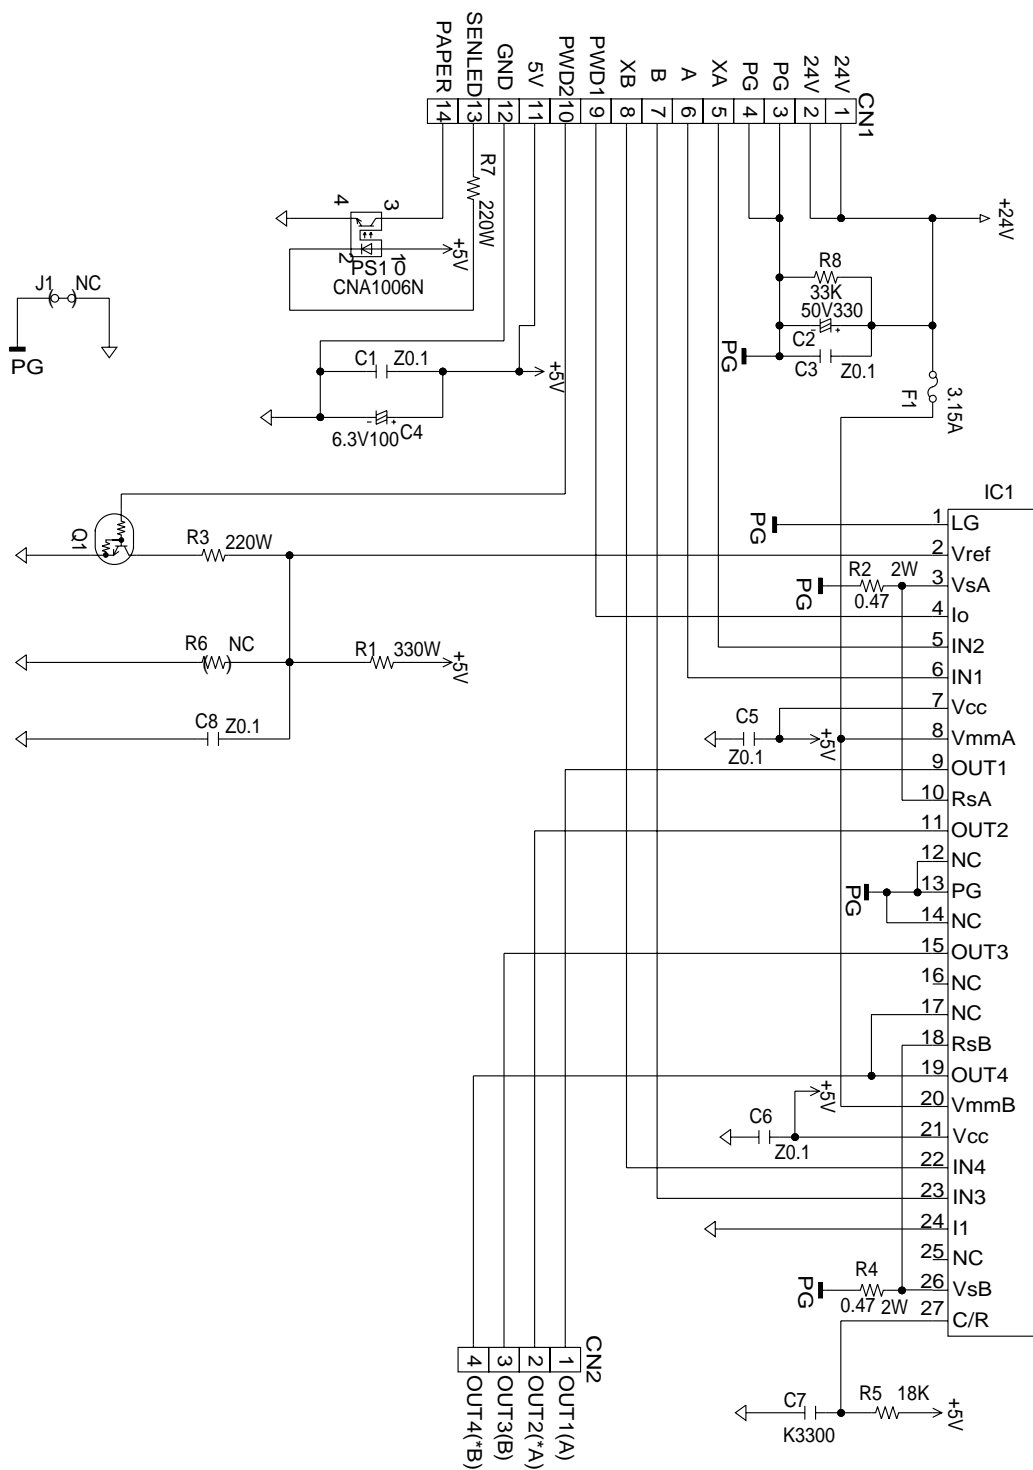 CN1
1 24V
2 24V
3 PG
4 PG
5 XA
6 A
7 B
8 XB
9 PWD1
10 PWD2
11 5V
12 GND
13 SENLED
14 PAPER
R7
220W
4
3
2
1
PS1 0
CNA1006N
+5V
+24V
R8
33K
50V330
-
+
C2
C3
Z0.1
PG
F1
3.15A
J1
NC
PG
C1
Z0.1
+5V
-
+
6.3V100
C4
Q1
R3
220W
R6
NC
R1
330W
+5V
C8
Z0.1
IC1
1 LG
2 Vref
3 VsA
4 Io
5 IN2
6 IN1
7 Vcc
8 VmmA
9 OUT1
10 RsA
11 OUT2
12 NC
13 PG
14 NC
15 OUT3
16 NC
17 NC
18 RsB
19 OUT4
20 VmmB
21 Vcc
22 IN4
23 IN3
24 I1
25 NC
26 VsB
27 C/R
PG
R2
2W
0.47
PG
C5
Z0.1
+5V
PG
+5V
C6
Z0.1
R4
0.47
2W
PG
C7
K3300
R5
18K
+5V
CN2
1 OUT1(A)
2 OUT2(*A)
3 OUT3(B)
4 OUT4(*B)